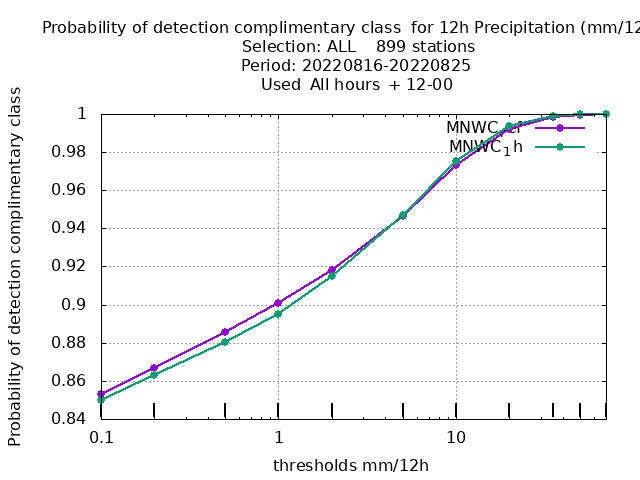 Probability of detection complimentary class for 12h Precipitation (mm/12
Selection: ALL 899 stations
Period: 20220816-20220825
Used All hours + 12-00
Probability of detection complimentary class
1
0.98
0.96
0.94
0.92
0.9
0.88
0.86
0.84
MNWC
MNWC1h
0.1
1
10
thresholds mm/12h